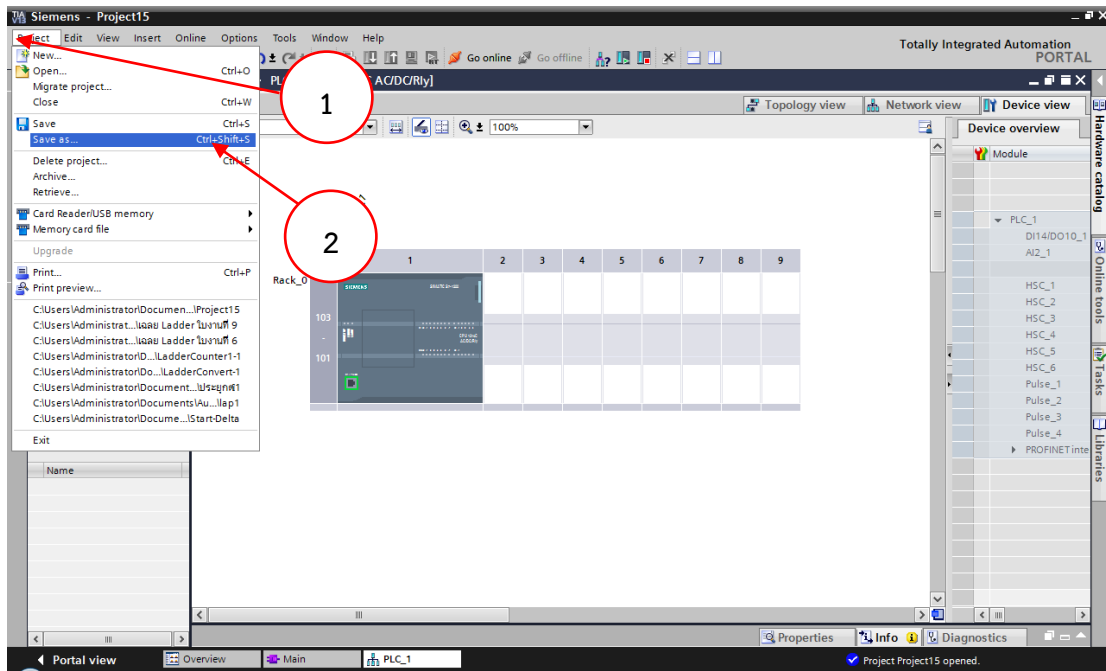 Siemens - Project15
Edit View Insert Online Options Tools Window Help
Totally Integrated Automation
PORTAL
New...
Open... Ctrl+O
Migrate project...
Close Ctrl+W
Save Ctrl+S
Save as... Ctrl+Shift+S
Delete project...
Archive...
Retrieve...
Card Reader/USB memory
Memory card file
Upgrade
Print... Ctrl+P
Print preview...
C:\Users\Administrator\Documen...\Project15
C:\Users\Administrat...\เฉลย Ladder ใบงานที่ 9
C:\Users\Administrat...\เฉลย Ladder ใบงานที่ 6
C:\Users\Administrator\D...\LadderCounter1-1
C:\Users\Administrator\Do...\LadderConvert-1
C:\Users\Administrator\Document...\ประยุกต์1
C:\Users\Administrator\Documents\Au...\lap1
C:\Users\Administrator\Docume...\Start-Delta
Exit
Name
Go online Go offline
AC/DC/Rly]
1
2
Topology view Network view Device view
100%
Device overview
Module
PLC_1
DI14/DO10_1
AI2_1
HSC_1
HSC_2
HSC_3
HSC_4
HSC_5
HSC_6
Pulse_1
Pulse_2
Pulse_3
Pulse_4
PROFINET inte
1 2 3 4 5 6 7 8 9
Rack_0
SIEMENS
103
-
101
Hardware catalog
Online tools
Tasks
Libraries
Properties Info Diagnostics
Portal view Overview Main PLC_1
Project Project15 opened.